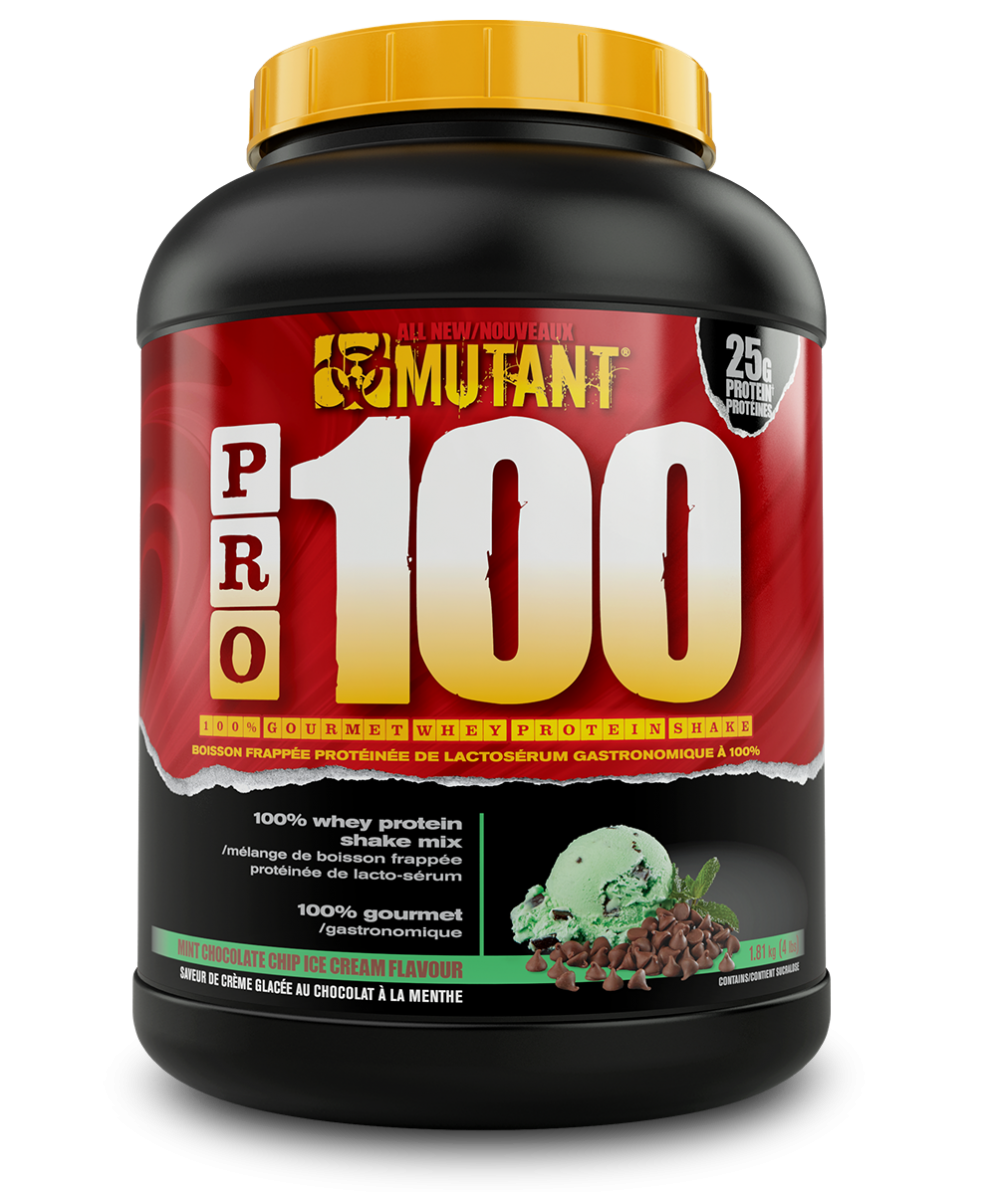 ALL NEW/NOUVEAUX
MUTANT®
25G
PROTEIN‡
PROTÉINES
PRO
100
100% GOURMET WHEY PROTEIN SHAKE
BOISSON FRAPPÉE PROTÉINÉE DE LACTOSÉRUM GASTRONOMIQUE À 100%
100% whey protein
shake mix
/mélange de boisson frappée
protéinée de lacto-sérum
100% gourmet
/gastronomique
MINT CHOCOLATE CHIP ICE CREAM FLAVOUR
SAVEUR DE CRÈME GLACÉE AU CHOCOLAT À LA MENTHE
1.81 kg (4 lbs)
CONTAINS/CONTIENT SUCRALOSE